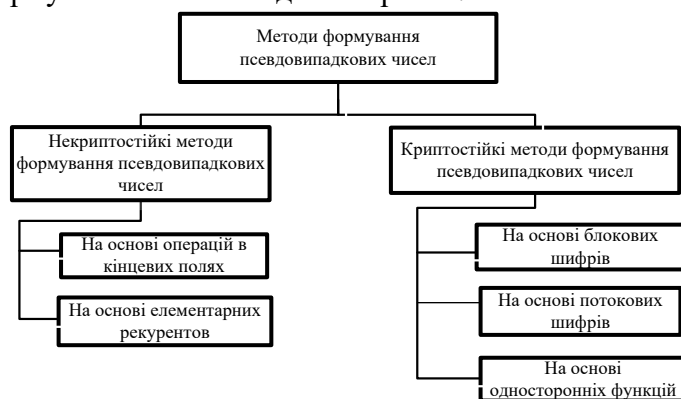 Методи формування
псевдовипадкових чисел
Некриптостійкі методи
формування псевдовипадкових
чисел
На основі операцій в
кінцевих полях
На основі елементарних
рекурентов
Криптостійкі методи формування
псевдовипадкових чисел
На основі блокових
шифрів
На основі потокових
шифрів
На основі
односторонніх функцій